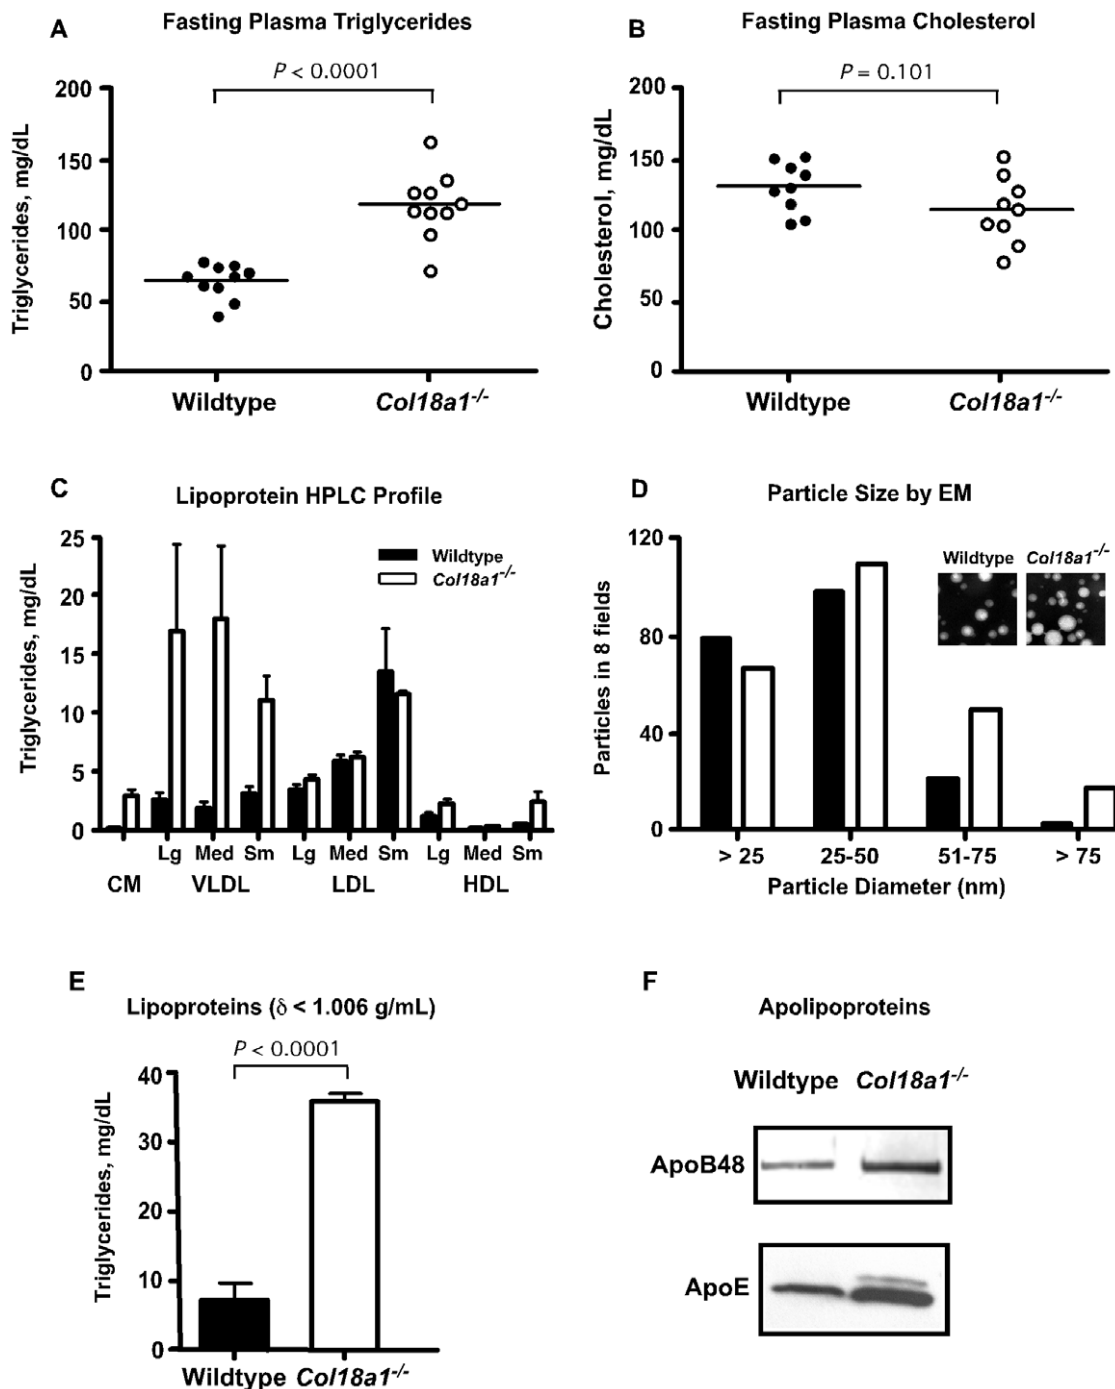 A
Fasting Plasma Triglycerides
P < 0.0001
Triglycerides, mg/dL
200
150
100
50
0
Wildtype
Col18a1-/-
B
Fasting Plasma Cholesterol
P = 0.101
Cholesterol, mg/dL
200
150
100
50
0
Wildtype
Col18a1-/-
C
Lipoprotein HPLC Profile
Triglycerides, mg/dL
25
20
15
10
5
0
Wildtype
Col18a1-/-
Lg Med Sm Lg Med Sm Lg Sm
CM VLDL LDL HDL
D
Particle Size by EM
Particles in 8 fields
120
80
40
0
Wildtype Col18a1-/-
> 25 25-50 51-75 > 75
Particle Diameter (nm)
E
Lipoproteins (δ < 1.006 g/mL)
P < 0.0001
Triglycerides, mg/dL
40
30
20
10
0
Wildtype Col18a1-/-
F
Apolipoproteins
Wildtype Col18a1-/-
ApoB48
ApoE